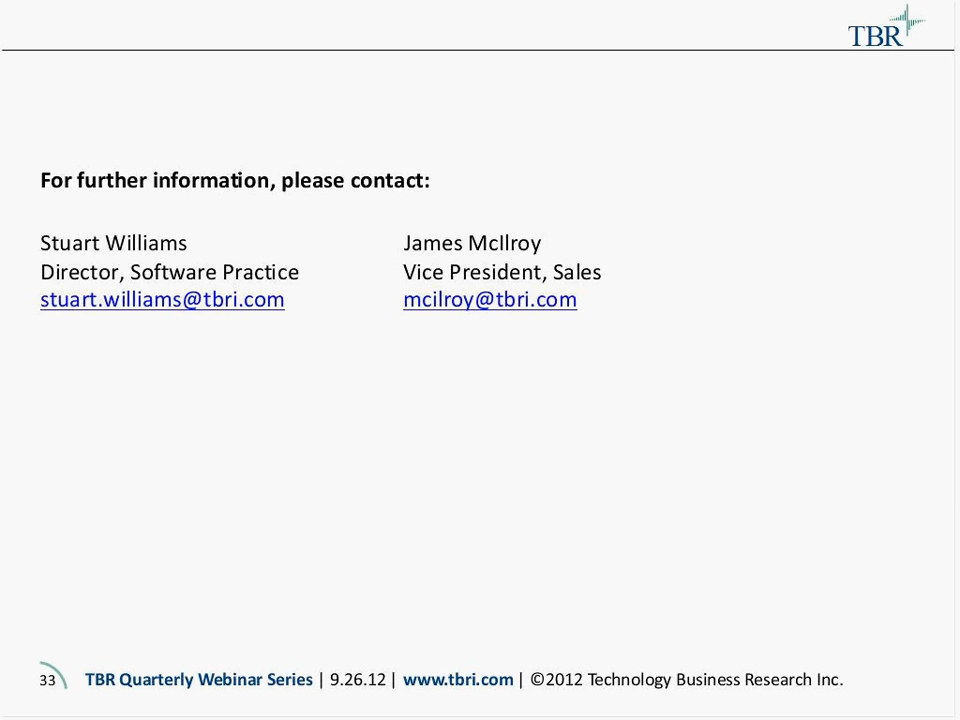 TBR
For further information, please contact:
Stuart Williams
Director, Software Practice
stuart.williams@tbri.com
James McIlroy
Vice President, Sales
mcilroy@tbri.com
33 TBR Quarterly Webinar Series | 9.26.12 | www.tbri.com | ©2012 Technology Business Research Inc.